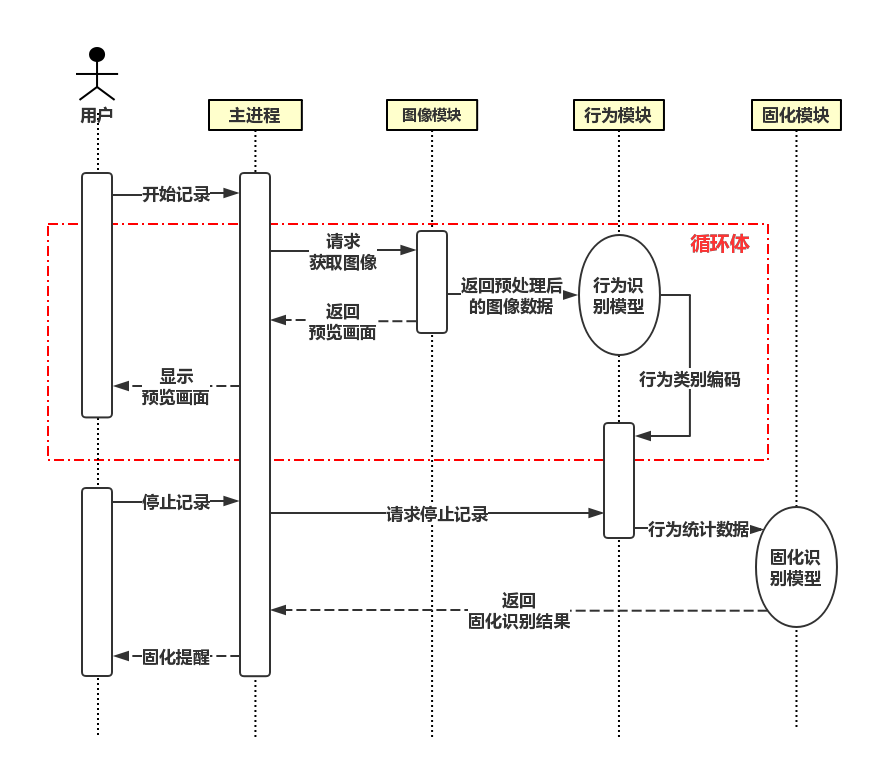 用户
主进程
图像模块
行为模块
固化模块
开始记录
循环体
请求
获取图像
返回预处理后
的图像数据
行为识
别模型
返回
预览画面
显示
预览画面
行为类别编码
停止记录
请求停止记录
行为统计数据
固化识
别模型
返回
固化识别结果
固化提醒